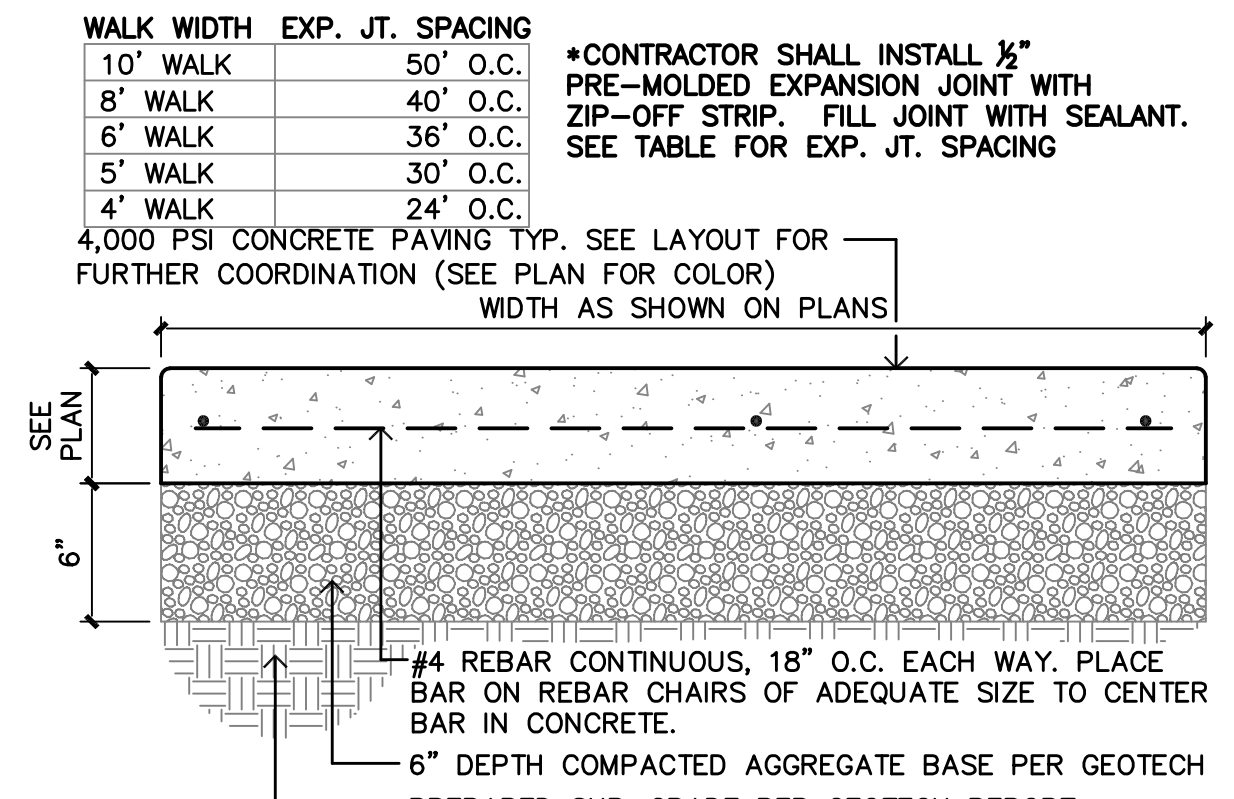 WALK WIDTH EXP. JT. SPACING
10' WALK 50' O.C.
8' WALK 40' O.C.
6' WALK 36' O.C.
5' WALK 30' O.C.
4' WALK 24' O.C.
*CONTRACTOR SHALL INSTALL ½"
PRE-MOLDED EXPANSION JOINT WITH
ZIP-OFF STRIP. FILL JOINT WITH SEALANT.
SEE TABLE FOR EXP. JT. SPACING
4,000 PSI CONCRETE PAVING TYP. SEE LAYOUT FOR
FURTHER COORDINATION (SEE PLAN FOR COLOR)
WIDTH AS SHOWN ON PLANS
SEE
PLAN
6"
#4 REBAR CONTINUOUS, 18" O.C. EACH WAY. PLACE
BAR ON REBAR CHAIRS OF ADEQUATE SIZE TO CENTER
BAR IN CONCRETE.
6" DEPTH COMPACTED AGGREGATE BASE PER GEOTECH